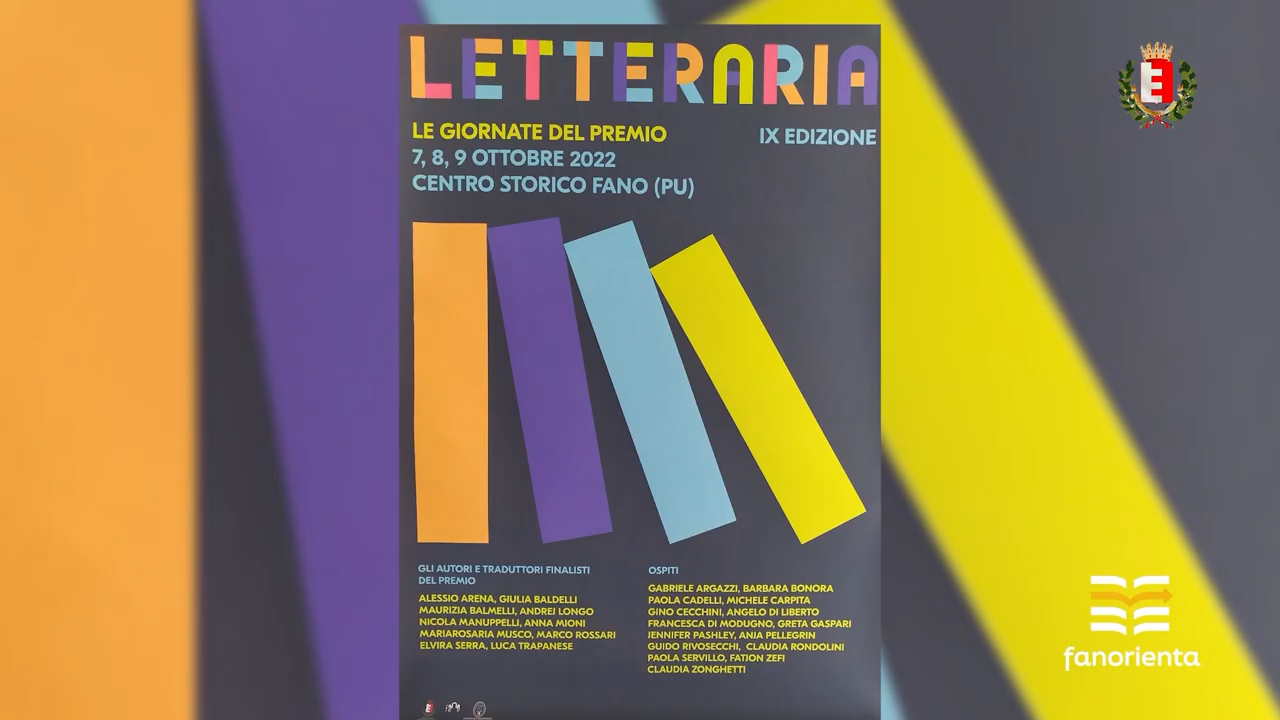 LETTERARIA
LE GIORNATE DEL PREMIO
IX EDIZIONE
7, 8, 9 OTTOBRE 2022
CENTRO STORICO FANO (PU)
GLI AUTORI E TRADUTTORI FINALISTI
DEL PREMIO
ALESSIO ARENA, GIULIA BALDELLI
MAURIZIA BALMELLI, ANDREI LONGO
NICOLA MANUPPELLI, ANNA MIONI
MARIAROSARIA MUSCO, MARCO ROSSARI
ELVIRA SERRA, LUCA TRAPANESE
OSPITI
GABRIELE ARGAZZI, BARBARA BONORA
PAOLA CADELLI, MICHELE CARPITA
GINO CECCHINI, ANGELO DI LIBERTO
FRANCESCA DI MODUGNO, GRETA GASPARI
JENNIFER PASHLEY, ANIA PELLEGRIN
GUIDO RIVOSECCHI, CLAUDIA RONDOLINI
PAOLA SERVILLO, FATION ZEFI
CLAUDIA ZONGHETTI
fanorienta